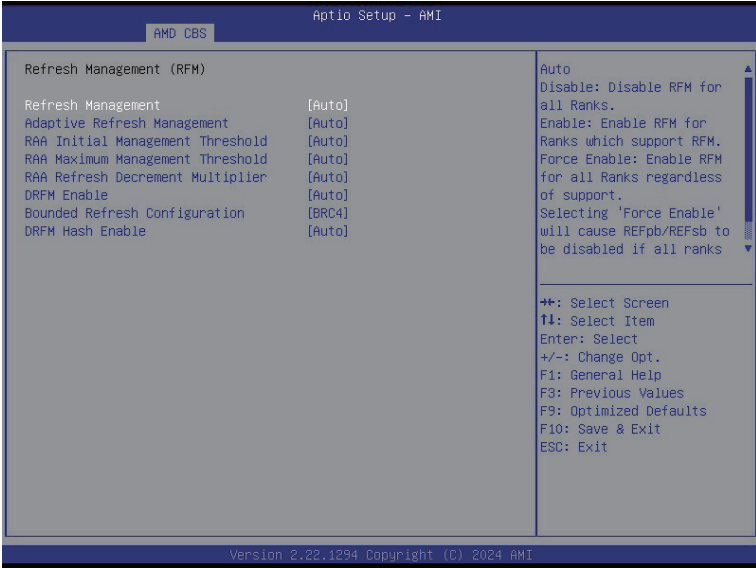 Aptio Setup - AMI
AMD CBS
Refresh Management (RFM)
Refresh Management [Auto]
Adaptive Refresh Management [Auto]
RAA Initial Management Threshold [Auto]
RAA Maximum Management Threshold [Auto]
RAA Refresh Decrement Multiplier [Auto]
DRFM Enable [Auto]
Bounded Refresh Configuration [BRC4]
DRFM Hash Enable [Auto]
Auto
Disable: Disable RFM for
all Ranks.
Enable: Enable RFM for
Ranks which support RFM.
Force Enable: Enable RFM
for all Ranks regardless
of support.
Selecting 'Force Enable'
will cause REFpb/REFsb to
be disabled if all ranks
→←: Select Screen
↑↓: Select Item
Enter: Select
+/-: Change Opt.
F1: General Help
F3: Previous Values
F9: Optimized Defaults
F10: Save & Exit
ESC: Exit
Version 2.22.1294 Copyright (C) 2024 AMI